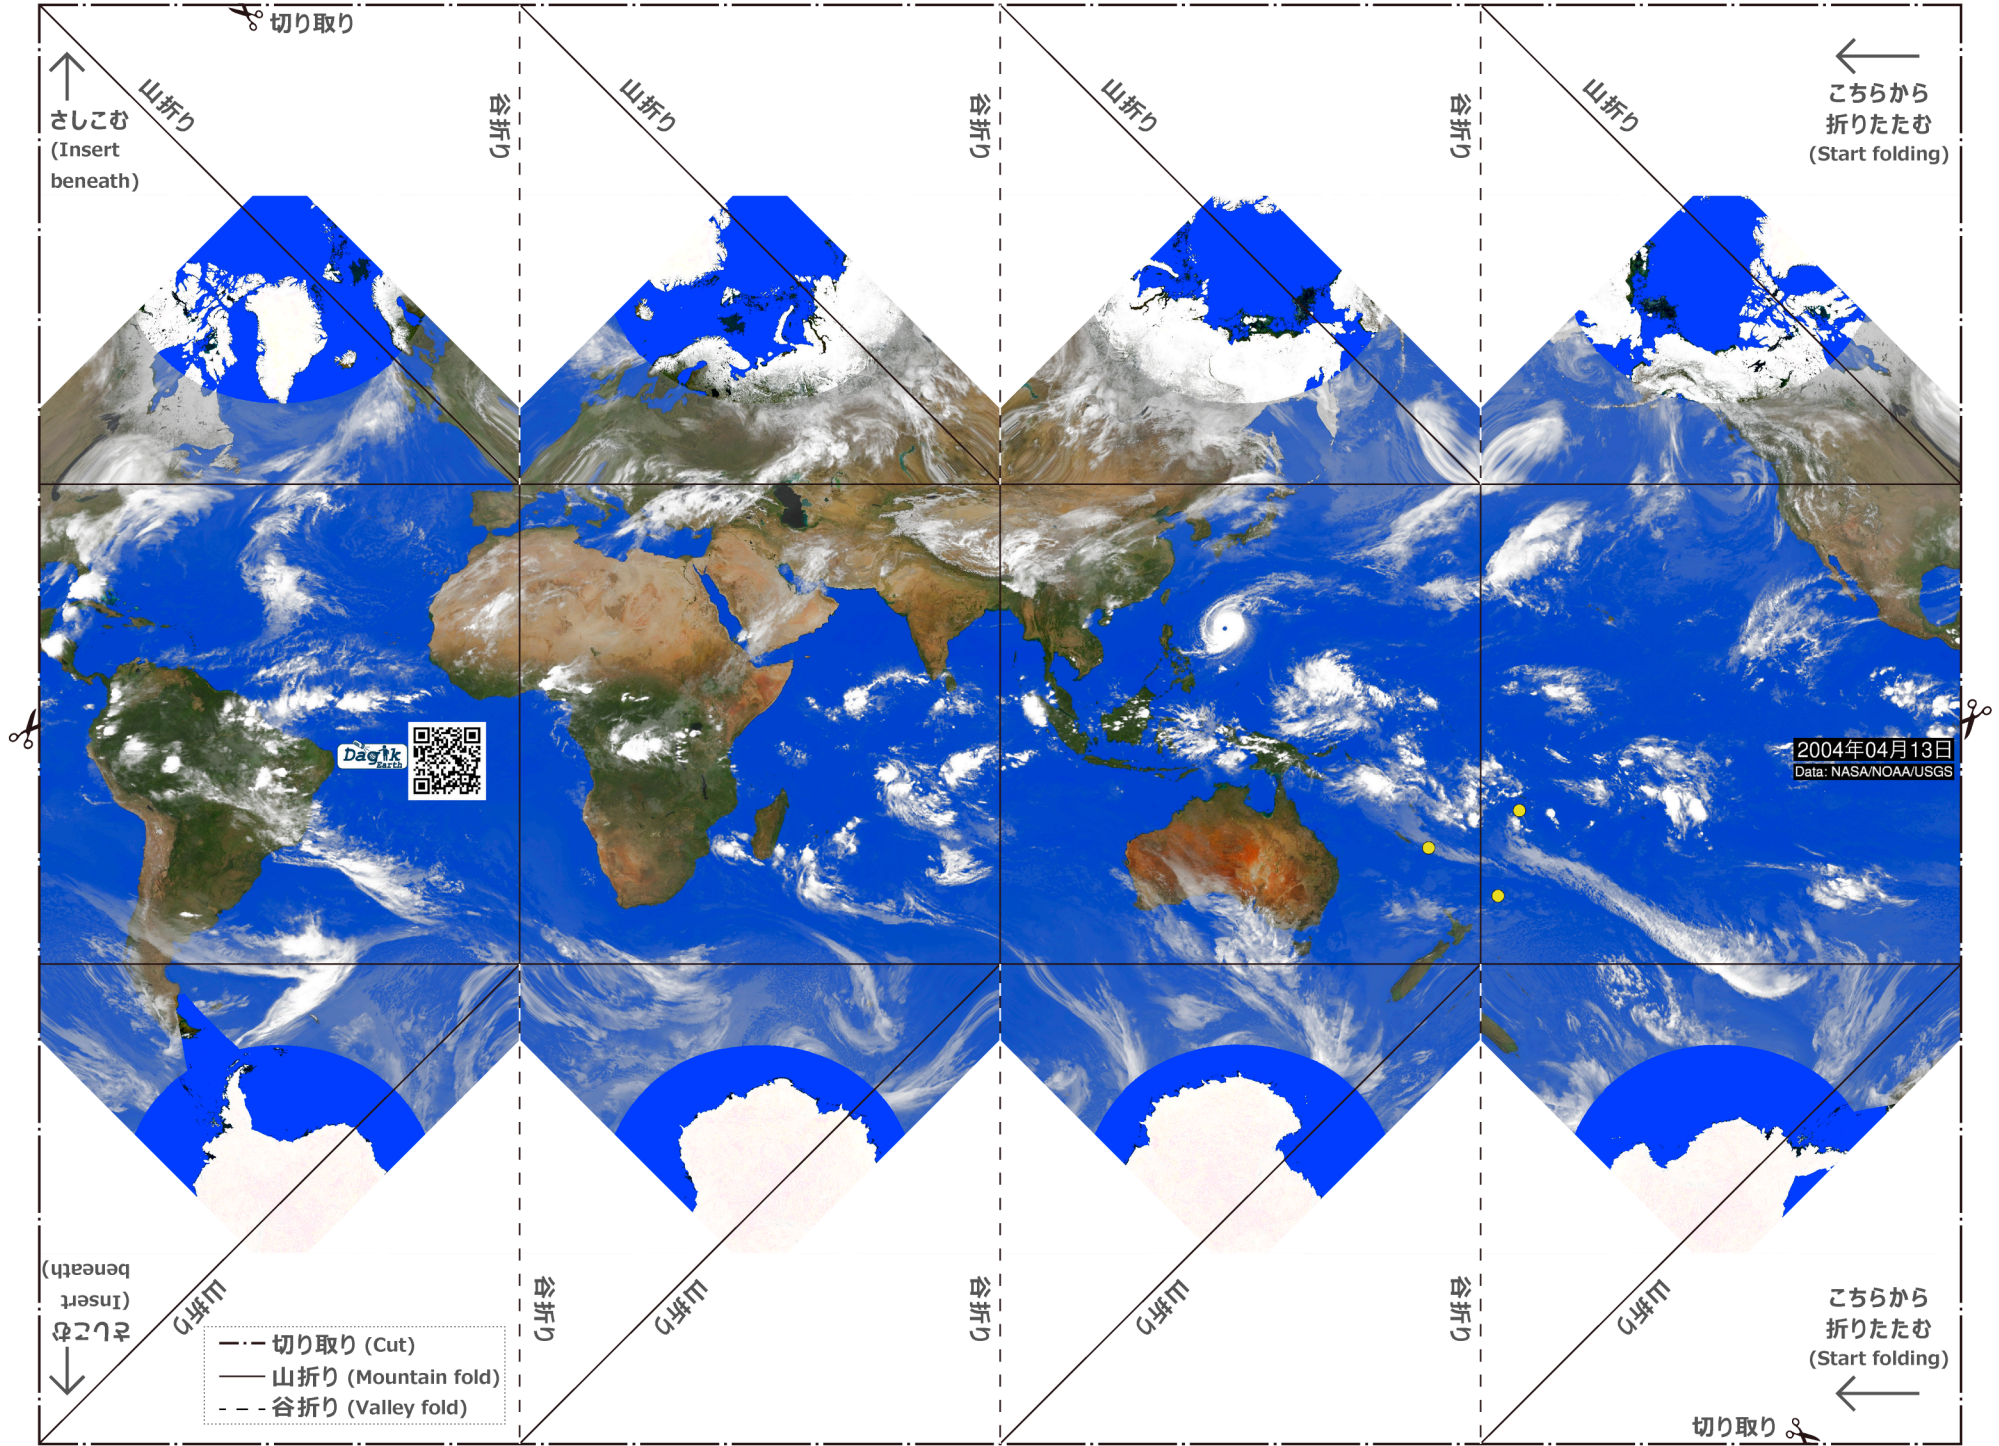 切り取り
さしこむ
(Insert
beneath)
山折り
谷折り
山折り
谷折り
山折り
谷折り
山折り
こちらから
折りたたむ
(Start folding)
Dagik
Earth
2004年04月13日
Data: NASA/NOAA/USGS
さしこむ
(Insert
beneath)
山折り
谷折り
山折り
谷折り
山折り
谷折り
山折り
こちらから
折りたたむ
(Start folding)
切り取り (Cut)
山折り (Mountain fold)
谷折り (Valley fold)
切り取り